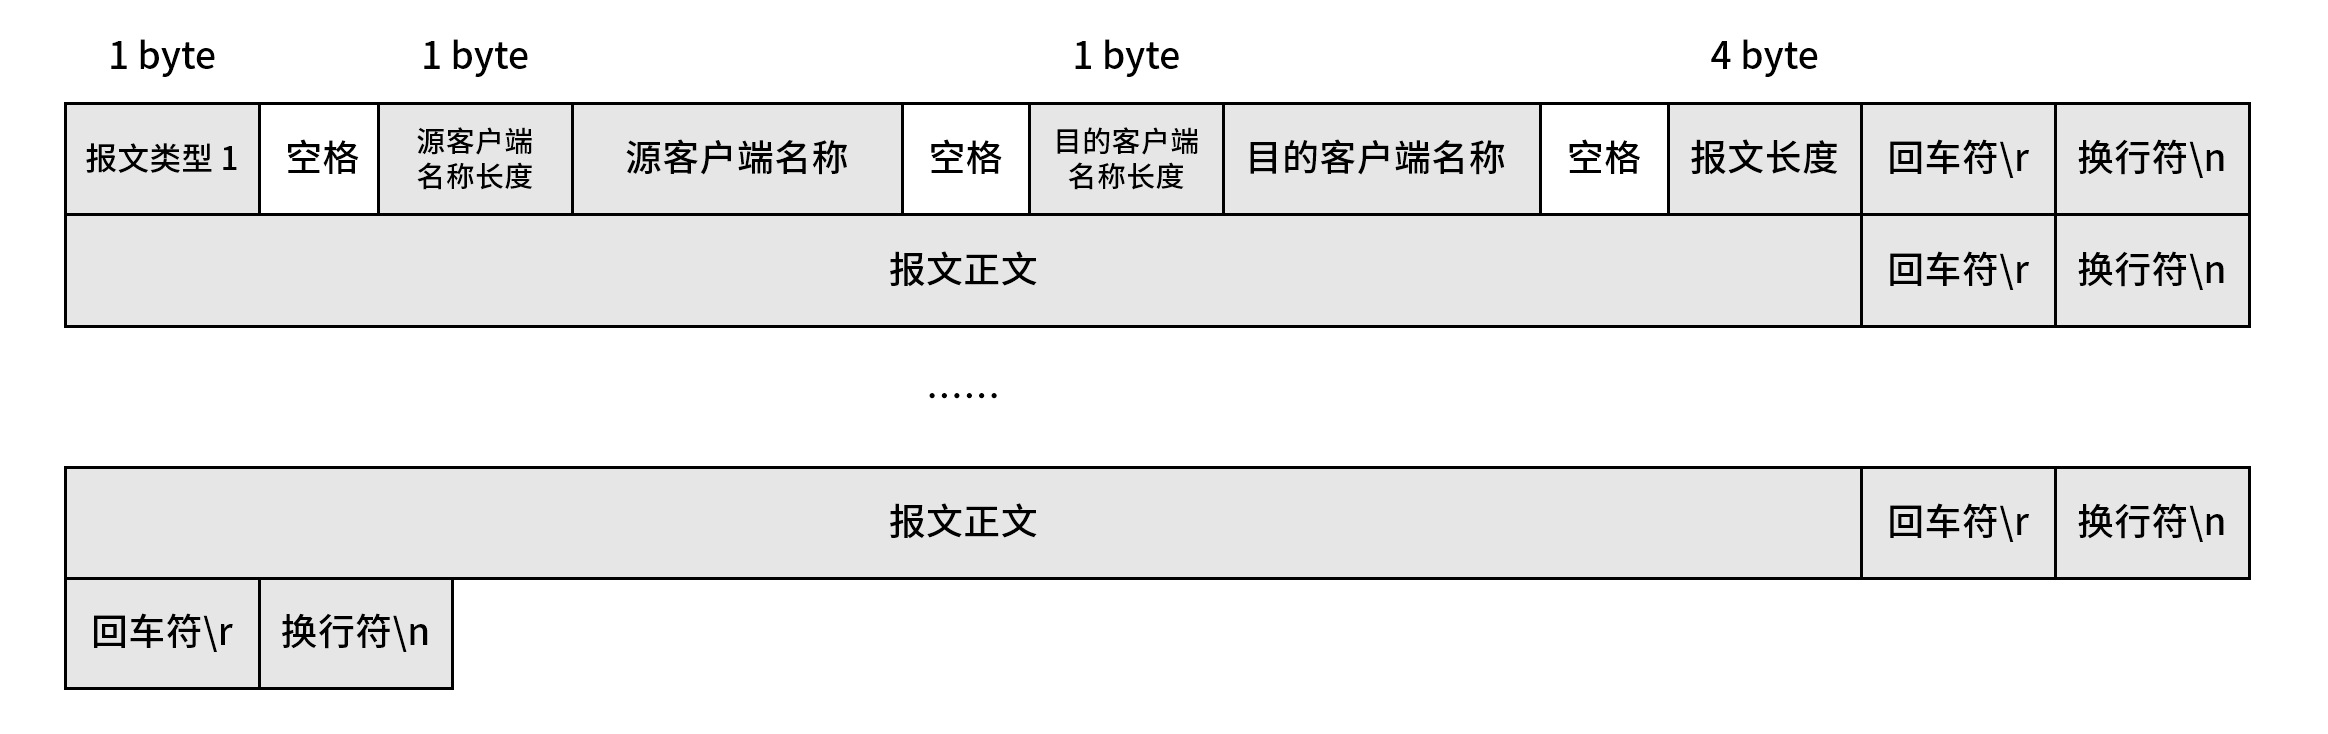 1 byte 1 byte 1 byte 4 byte
报文类型 1 空格 源客户端名称长度 源客户端名称 空格 目的客户端名称长度 目的客户端名称 空格 报文长度 回车符\r 换行符\n
报文正文 回车符\r 换行符\n
……
报文正文 回车符\r 换行符\n
回车符\r 换行符\n